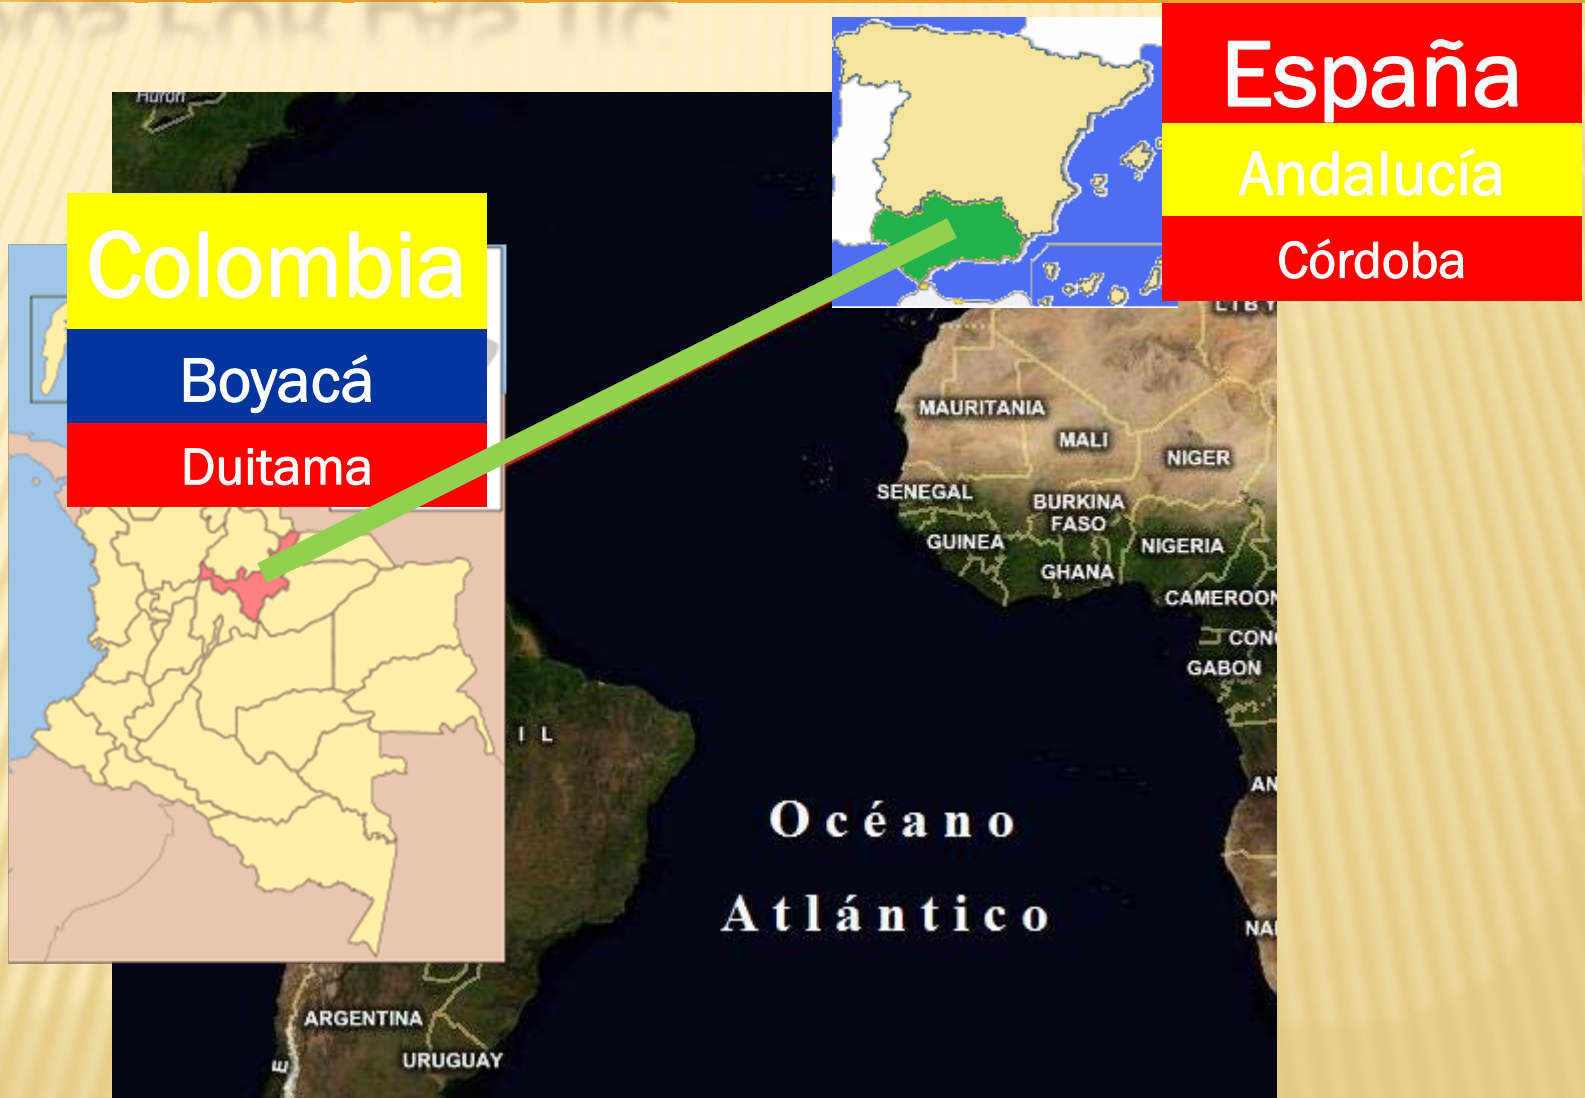 Huron
España
Andalucía
Córdoba
Colombia
Boyacá
Duitama
MAURITANIA
MALI
NIGER
SENEGAL
BURKINA
FASO
GUINEA
NIGERIA
GHANA
CAMEROON
GABON
I L
Océano
Atlántico
ARGENTINA
URUGUAY
E